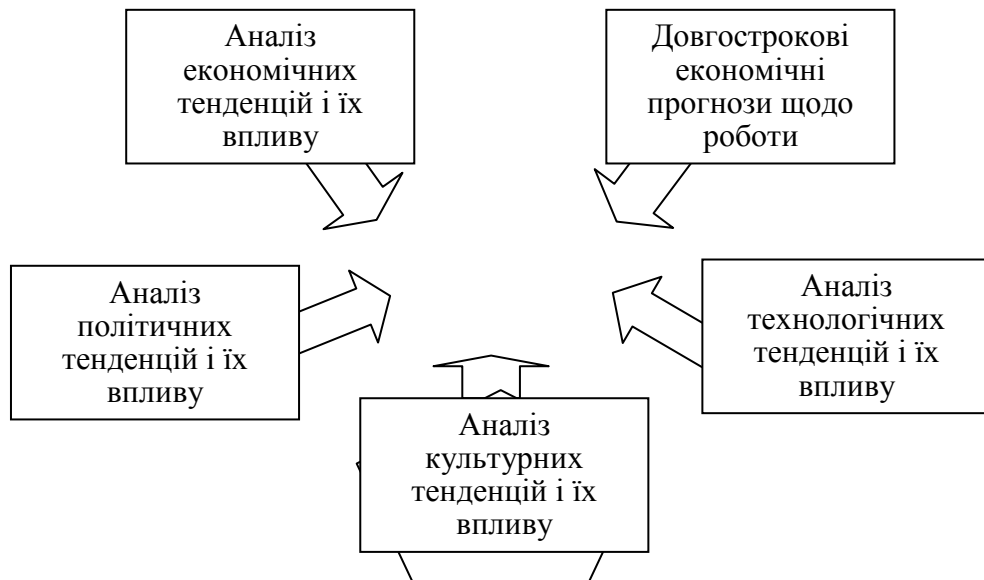 Аналіз
економічних
тенденцій і їх
впливу
Довгострокові
економічні
прогнози щодо
роботи
Аналіз
політичних
тенденцій і їх
впливу
Аналіз
технологічних
тенденцій і їх
впливу
Аналіз
культурних
тенденцій і їх
впливу